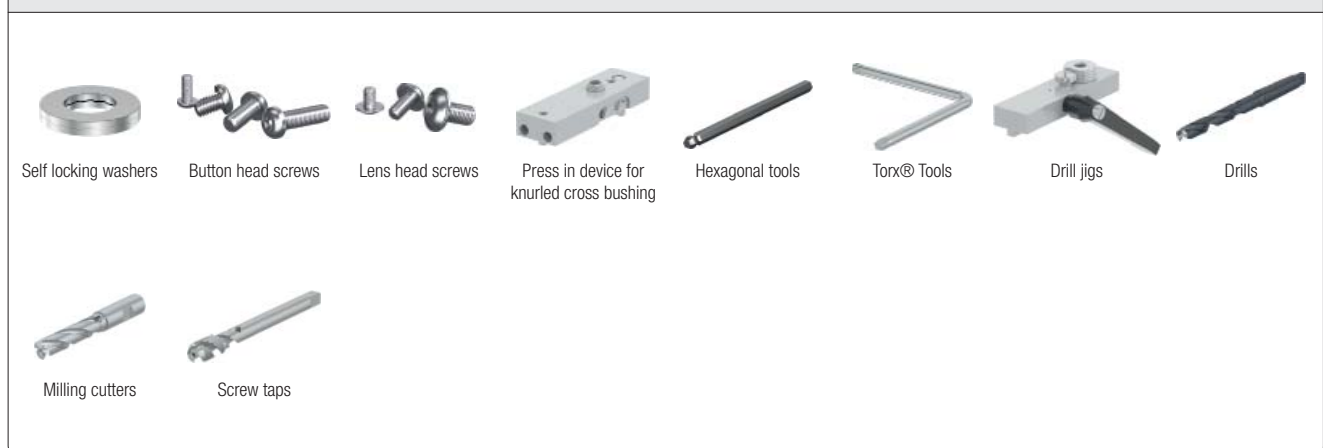 Self locking washers
Button head screws
Lens head screws
Press in device for
knurled cross bushing
Hexagonal tools
Torx® Tools
Drill jigs
Drills
Milling cutters
Screw taps